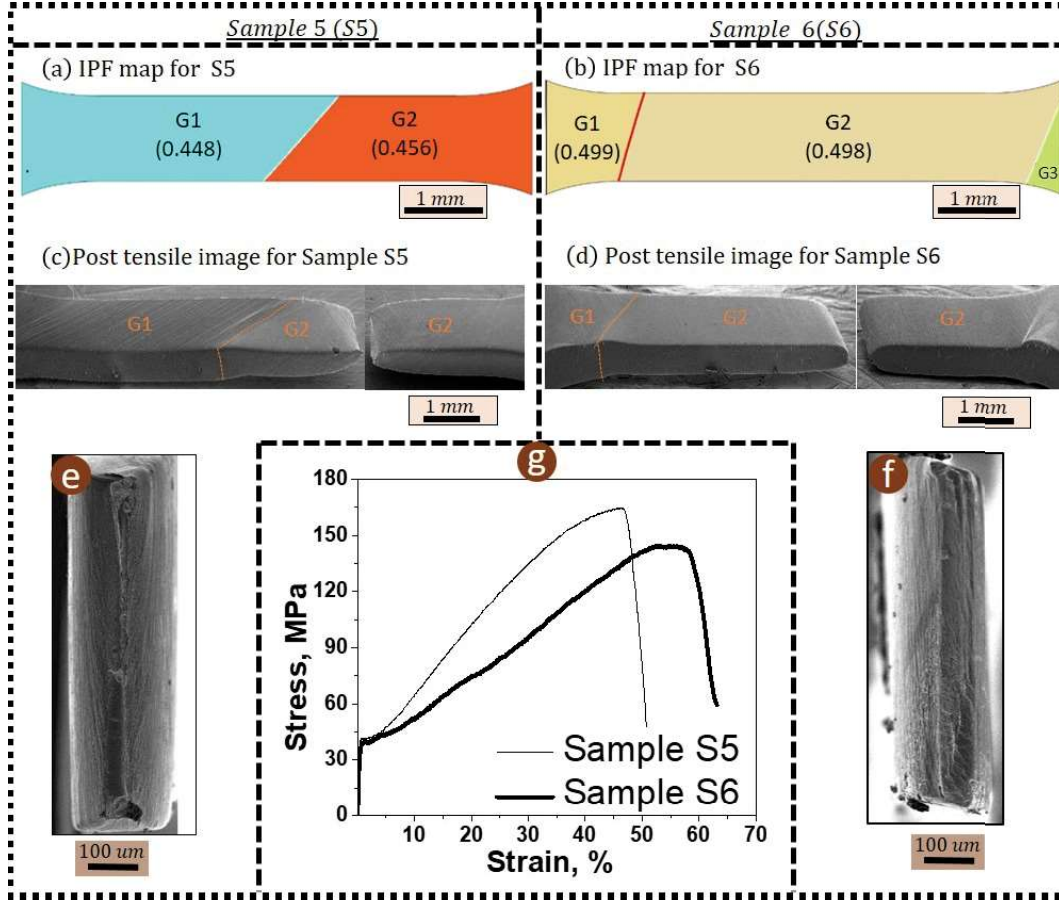 Sample 5 (S5)
Sample 6(S6)
(a) IPF map for S5
(b) IPF map for S6
G1
(0.448)
G2
(0.456)
1 mm
G1
(0.499)
G2
(0.498)
G3
1 mm
(c)Post tensile image for Sample S5
(d) Post tensile image for Sample S6
G1
G2
G2
1 mm
G1
G2
G2
1 mm
e
100 um
g
180
150
120
90
60
30
0
Stress, MPa
10 20 30 40 50 60 70
Strain, %
Sample S5
Sample S6
f
100 um